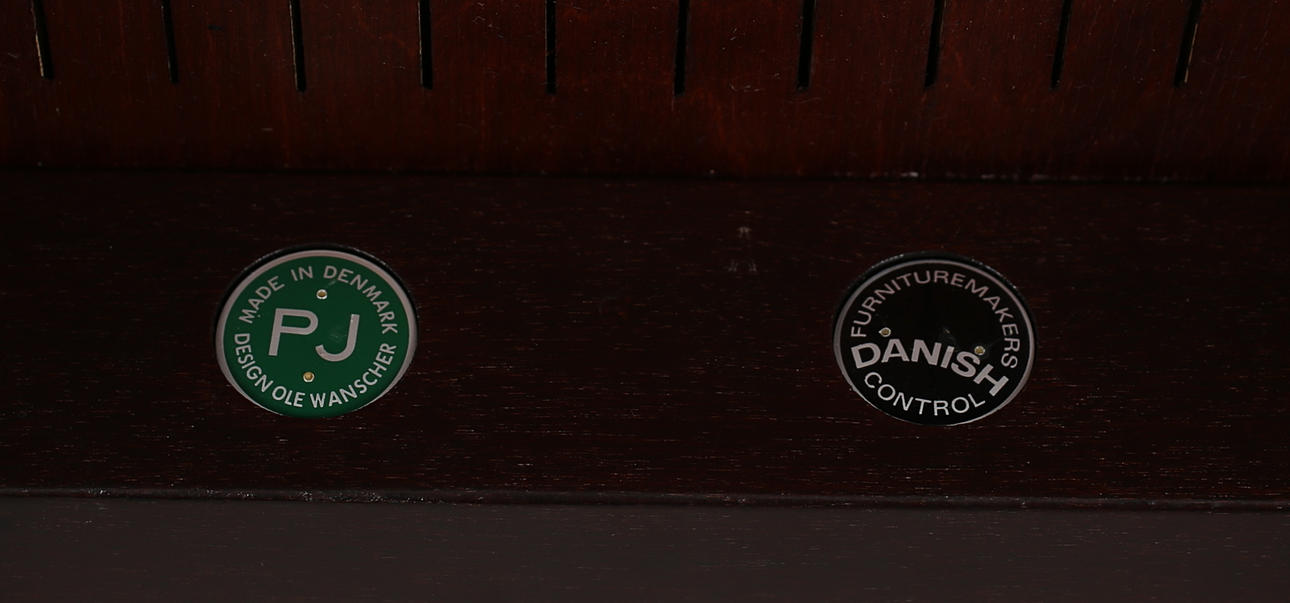 MADE IN DENMARK
PJ
DESIGN OLE WANSCHER
FURNITUREMAKERS
DANISH
CONTROL